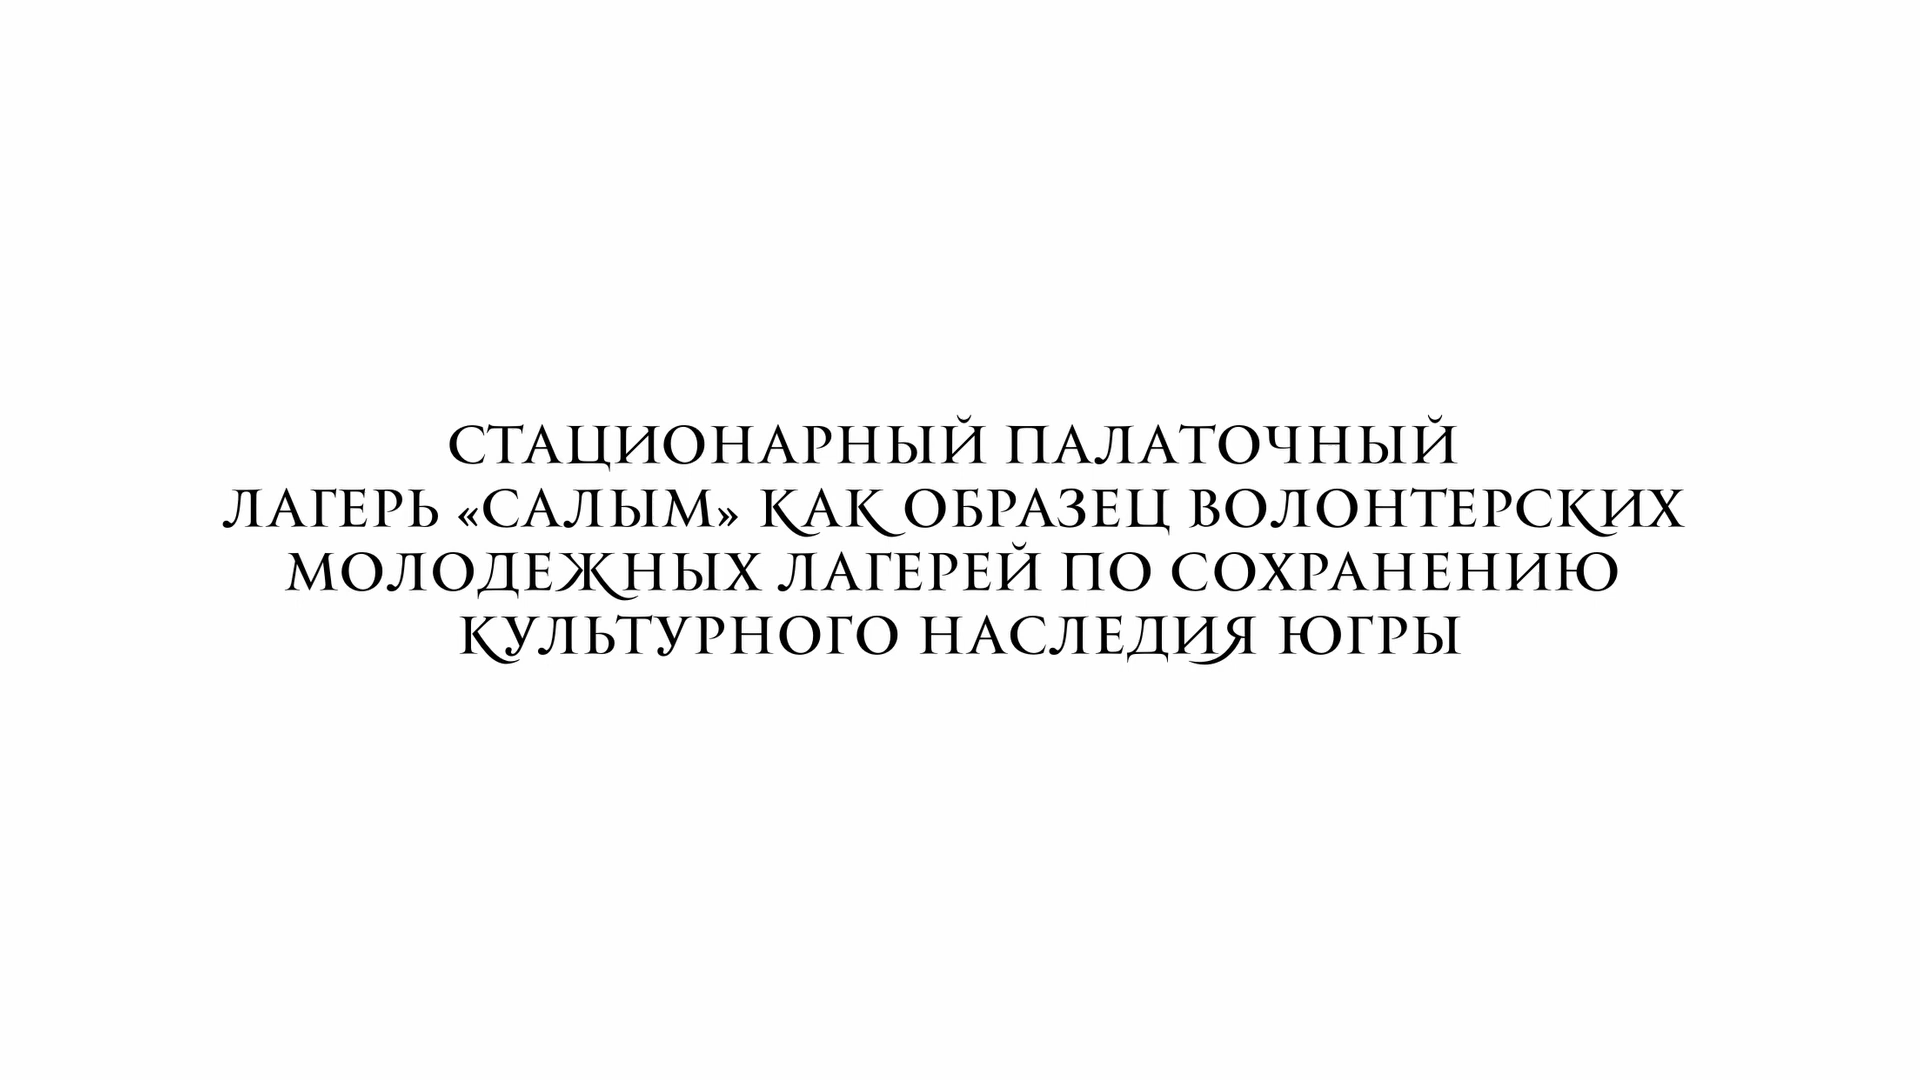 СТАЦИОНАРНЫЙ ПАЛАТОЧНЫЙ
ЛАГЕРЬ «САЛЫМ» КАК ОБРАЗЕЦ ВОЛОНТЕРСКИХ
МОЛОДЕЖНЫХ ЛАГЕРЕЙ ПО СОХРАНЕНИЮ
КУЛЬТУРНОГО НАСЛЕДИЯ ЮГРЫ